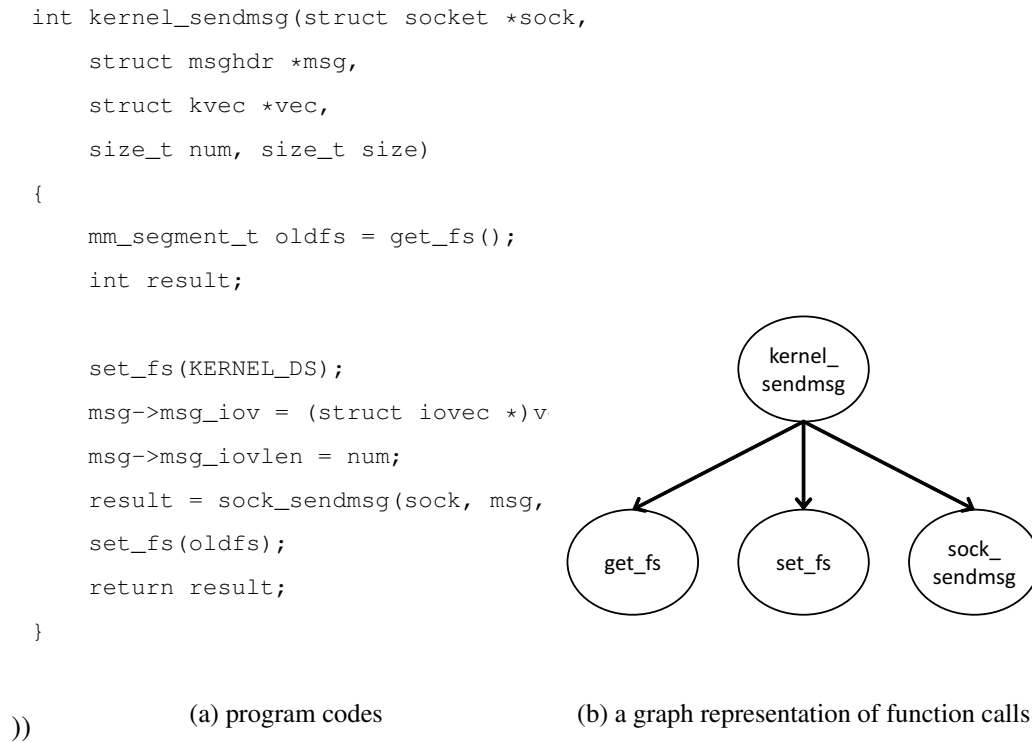 int kernel_sendmsg(struct socket *sock,
struct msghdr *msg,
struct kvec *vec,
size_t num, size_t size)
{
mm_segment_t oldfs = get_fs();
int result;
set_fs(KERNEL_DS);
msg->msg_iov = (struct iovec *)v
msg->msg_iovlen = num;
result = sock_sendmsg(sock, msg,
set_fs(oldfs);
return result;
}
kernel_
sendmsg
get_fs
set_fs
sock_
sendmsg
))
(a) program codes
(b) a graph representation of function calls